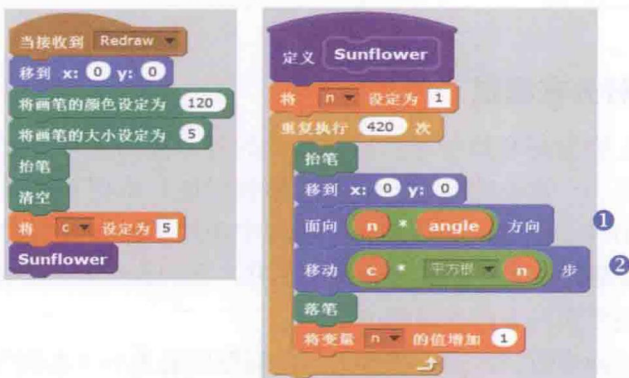 当接收到 Redraw
移到 x: 0 y: 0
将画笔的颜色设定为 120
将画笔的大小设定为 5
抬笔
清空
将 c 设定为 5
Sunflower
定义 Sunflower
将 n 设定为 1
重复执行 420 次
抬笔
移到 x: 0 y: 0
面向 n * angle 方向 ❶
移动 c * 平方根 n 步 ❷
落笔
将变量 n 的值增加 1